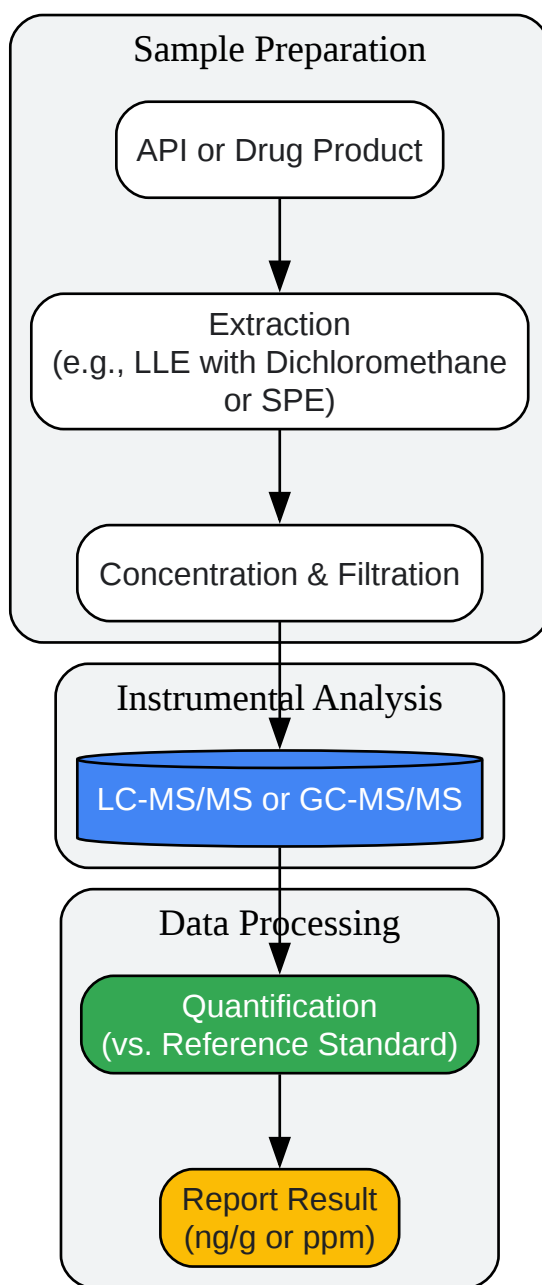 Sample Preparation
API or Drug Product
Extraction
(e.g., LLE with Dichloromethane
or SPE)
Concentration & Filtration
Instrumental Analysis
LC-MS/MS or GC-MS/MS
Data Processing
Quantification
(vs. Reference Standard)
Report Result
(ng/g or ppm)